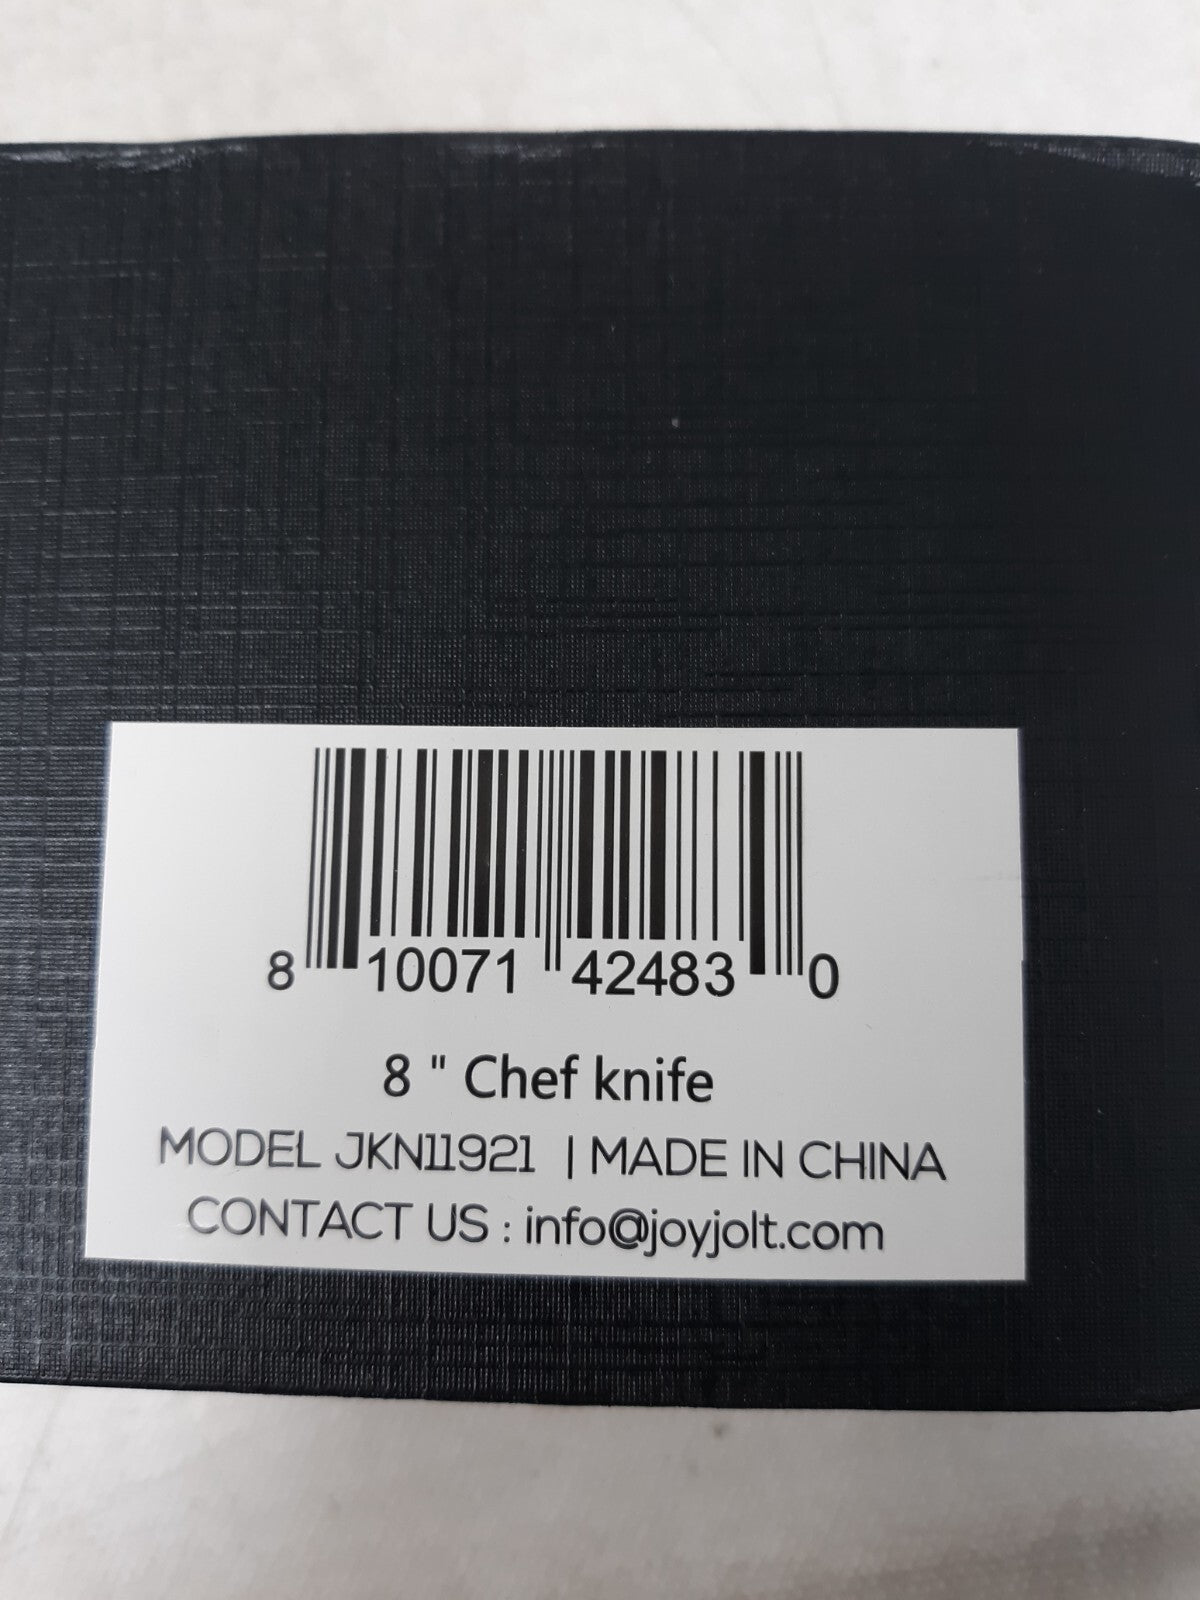 8 10071 42483 0
8 " Chef knife
MODEL JKN11921 | MADE IN CHINA
CONTACT US : info@joyjolt.com